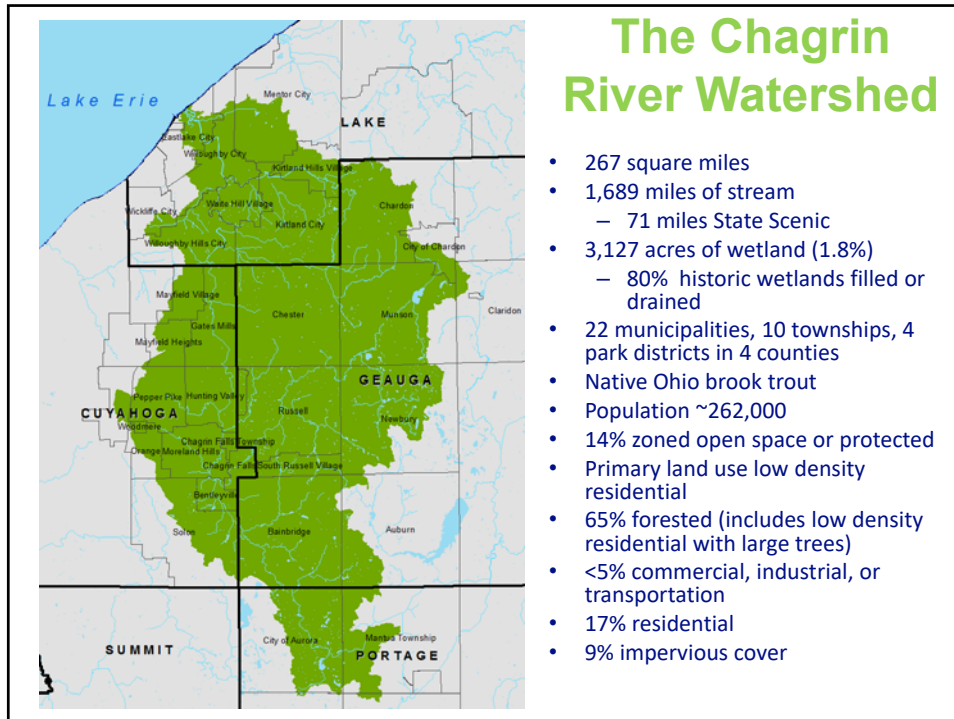 The Chagrin
River Watershed
Lake Erie
Mentor City
LAKE
Eastlake City
Willoughby City
Kirtland Hills Village
Waite Hill Village
Chardon
Wickliffe City
Kirtland City
Willoughby Hills City
City of Chardon
Mayfield Village
Chester
Munson
Claridon
Gates Mills
Mayfield Heights
GEAUGA
Pepper Pike
Hunting Valley
CUYAHOGA
Russell
Newbury
Woodmere
Chagrin Falls Township
Orange
Moreland Hills
Chagrin Falls
South Russell Village
Bentleyville
Solon
Bainbridge
Auburn
City of Aurora
Mantua Township
SUMMIT
PORTAGE
• 267 square miles
• 1,689 miles of stream
– 71 miles State Scenic
• 3,127 acres of wetland (1.8%)
– 80% historic wetlands filled or
drained
• 22 municipalities, 10 townships, 4
park districts in 4 counties
• Native Ohio brook trout
• Population ~262,000
• 14% zoned open space or protected
• Primary land use low density
residential
• 65% forested (includes low density
residential with large trees)
• <5% commercial, industrial, or
transportation
• 17% residential
• 9% impervious cover